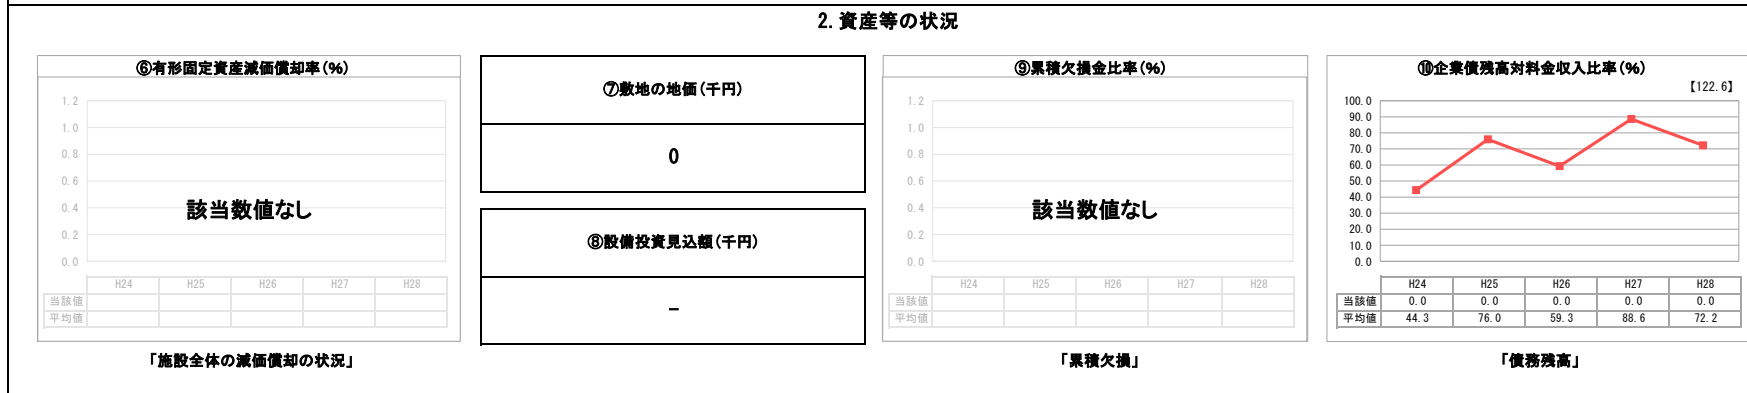 2. 資産等の状況
⑥有形固定資産減価償却率(%)
1.2
1.0
0.8
0.6
0.4
0.2
0.0
該当数値なし
H24 H25 H26 H27 H28
当該値
平均値
「施設全体の減価償却の状況」
⑦敷地の地価(千円)
0
⑧設備投資見込額(千円)
-
⑨累積欠損金比率(%)
1.2
1.0
0.8
0.6
0.4
0.2
0.0
該当数値なし
H24 H25 H26 H27 H28
当該値
平均値
「累積欠損」
⑩企業債残高対料金収入比率(%)
【122.6】
100.0
90.0
80.0
70.0
60.0
50.0
40.0
30.0
20.0
10.0
0.0
H24 H25 H26 H27 H28
当該値 0.0 0.0 0.0 0.0 0.0
平均値 44.3 76.0 59.3 88.6 72.2
「債務残高」